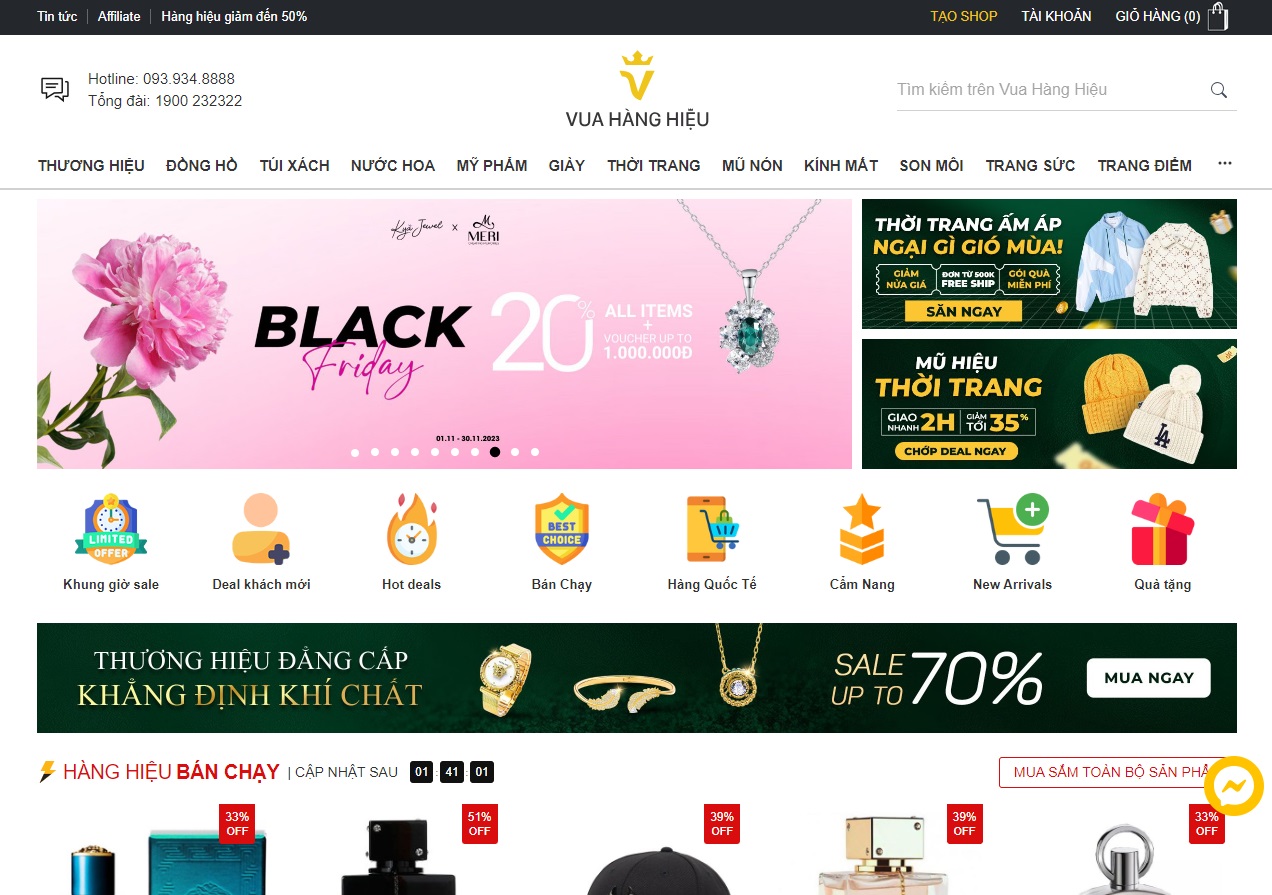 Tin tức
Affiliate
Hàng hiệu giảm đến 50%
TẠO SHOP
TÀI KHOẢN
GIỎ HÀNG (0)
Hotline: 093.934.8888
Tổng đài: 1900 232322
VUA HÀNG HIỆU
Tìm kiếm trên Vua Hàng Hiệu
THƯƠNG HIỆU
ĐỒNG HỒ
TÚI XÁCH
NƯỚC HOA
MỸ PHẨM
GIÀY
THỜI TRANG
MŨ NÓN
KÍNH MẮT
SON MÔI
TRANG SỨC
TRANG ĐIỂM
...
Kyá Jewel x MERI
BLACK
Friday
20%
ALL ITEMS
+
VOUCHER UP TO
1.000.000Đ
01.11 - 30.11.2023
THỜI TRANG ẤM ÁP
NGẠI GÌ GIÓ MÙA!
GIẢM
NỬA GIÁ
ĐƠN TỪ 500K
FREE SHIP
GÓI QUÀ
MIỄN PHÍ
SĂN NGAY
MŨ HIỆU
THỜI TRANG
GIAO
NHANH 2H
GIẢM
TỚI 35%
CHỚP DEAL NGAY
LA
LIMITED
OFFER
BEST
CHOICE
Khung giờ sale
Deal khách mới
Hot deals
Bán Chạy
Hàng Quốc Tế
Cẩm Nang
New Arrivals
Quà tặng
THƯƠNG HIỆU ĐẲNG CẤP
KHẲNG ĐỊNH KHÍ CHẤT
SALE
UP TO 70%
MUA NGAY
HÀNG HIỆU BÁN CHẠY | CẬP NHẬT SAU 01 : 41 : 01
MUA SẮM TOÀN BỘ SẢN
33%
OFF
51%
OFF
39%
OFF
39%
OFF
33%
OFF